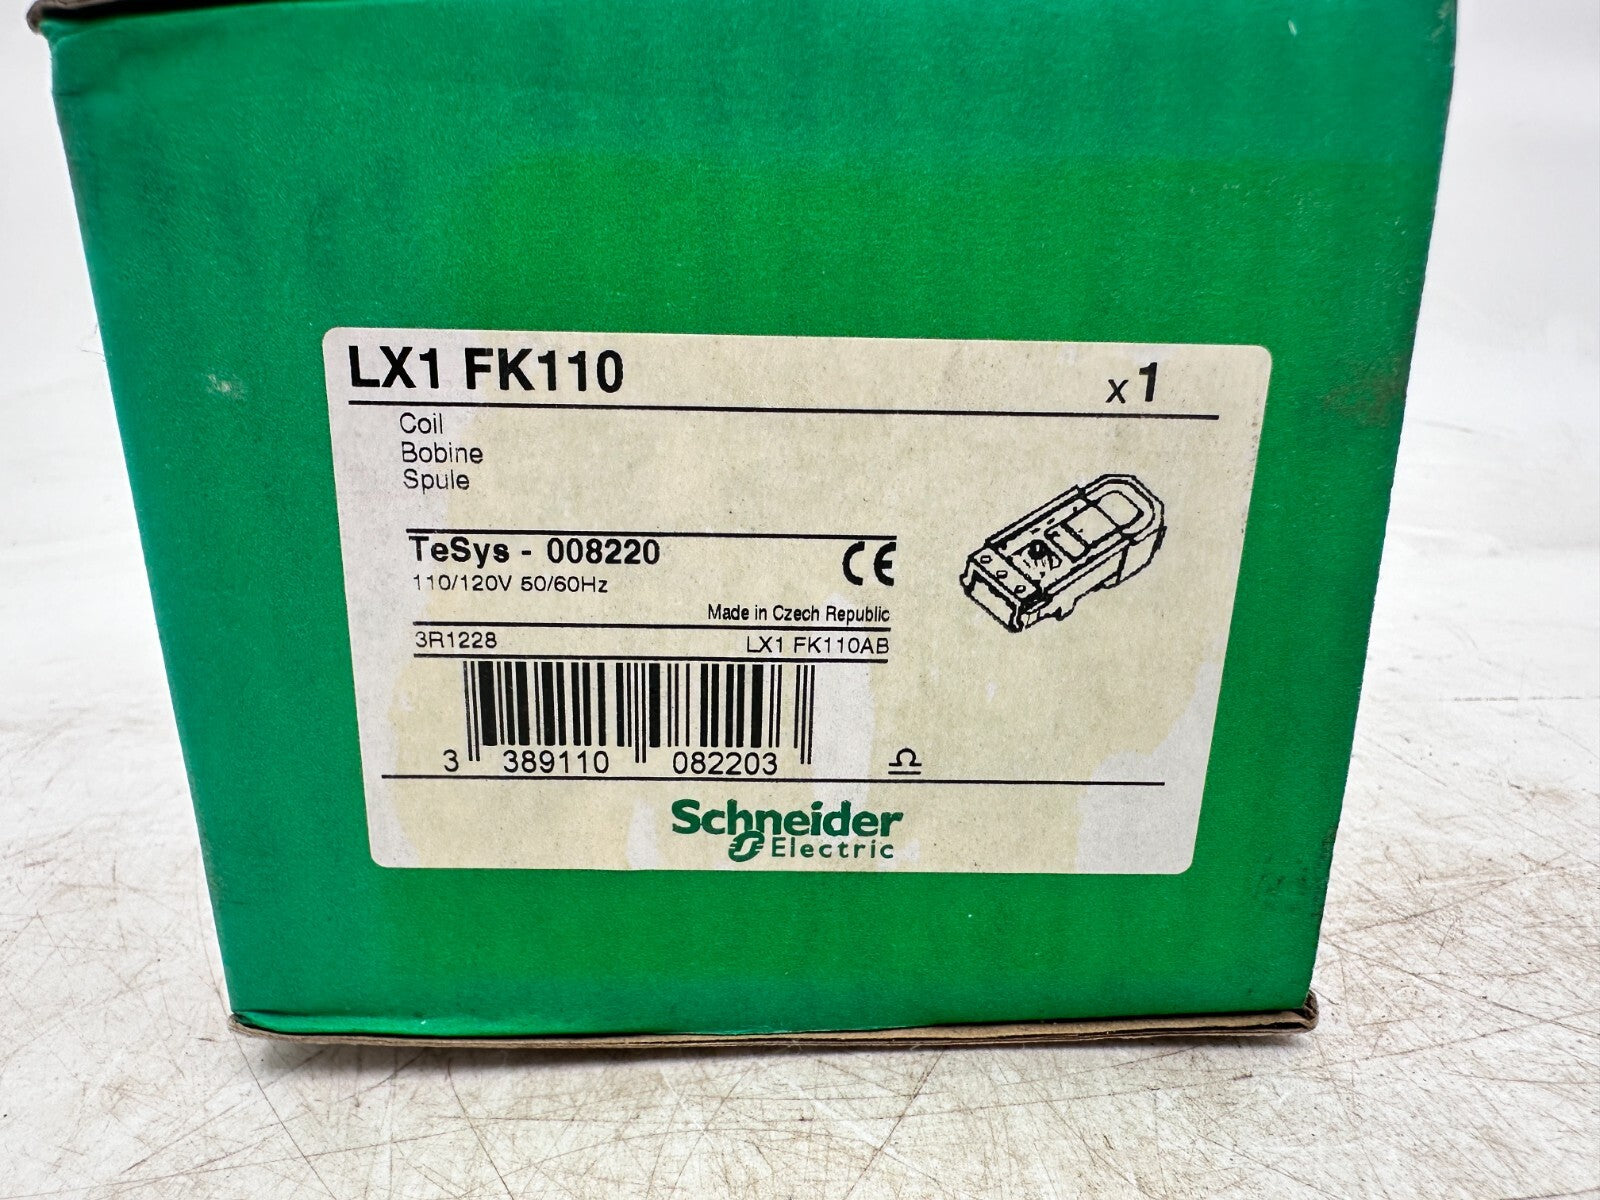 LX1 FK110 x 1
Coil
Bobine
Spule
TeSys - 008220 CE
110/120V 50/60Hz
Made in Czech Republic
3R1228 LX1 FK110AB
3 389110 082203
Schneider
Electric